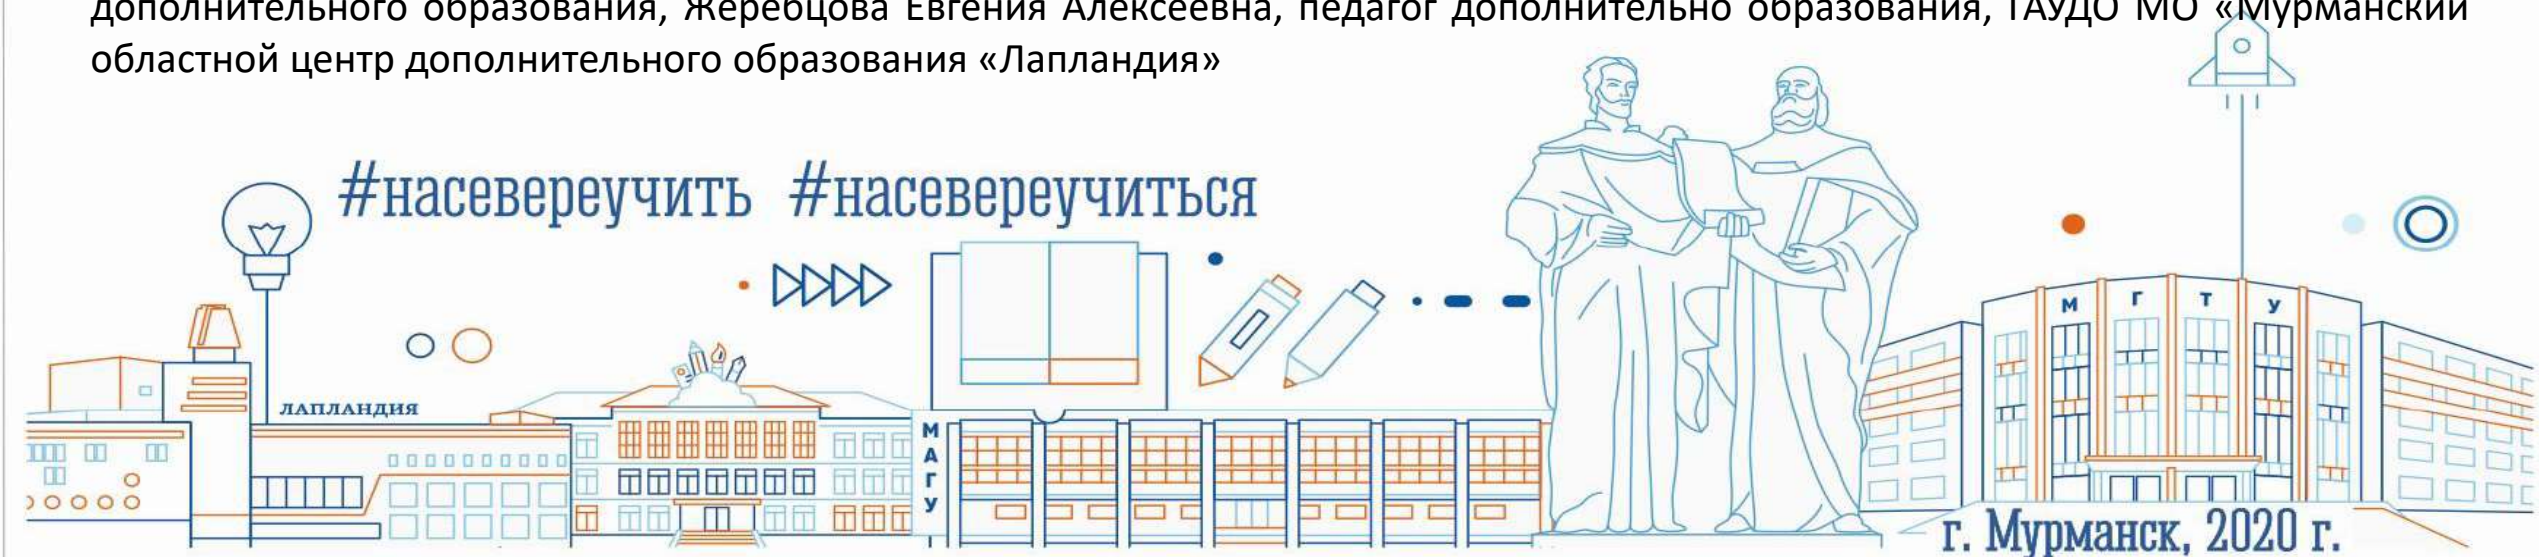 дополнительного образования, Жеребцова Евгения Алексеевна, педагог дополнительно образования, ГАУДО МО «Мурманский
областной центр дополнительного образования «Лапландия»
#насевереучить #насевереучиться
ЛАПЛАНДИЯ
МАГУ
МГТУ
г. Мурманск, 2020 г.